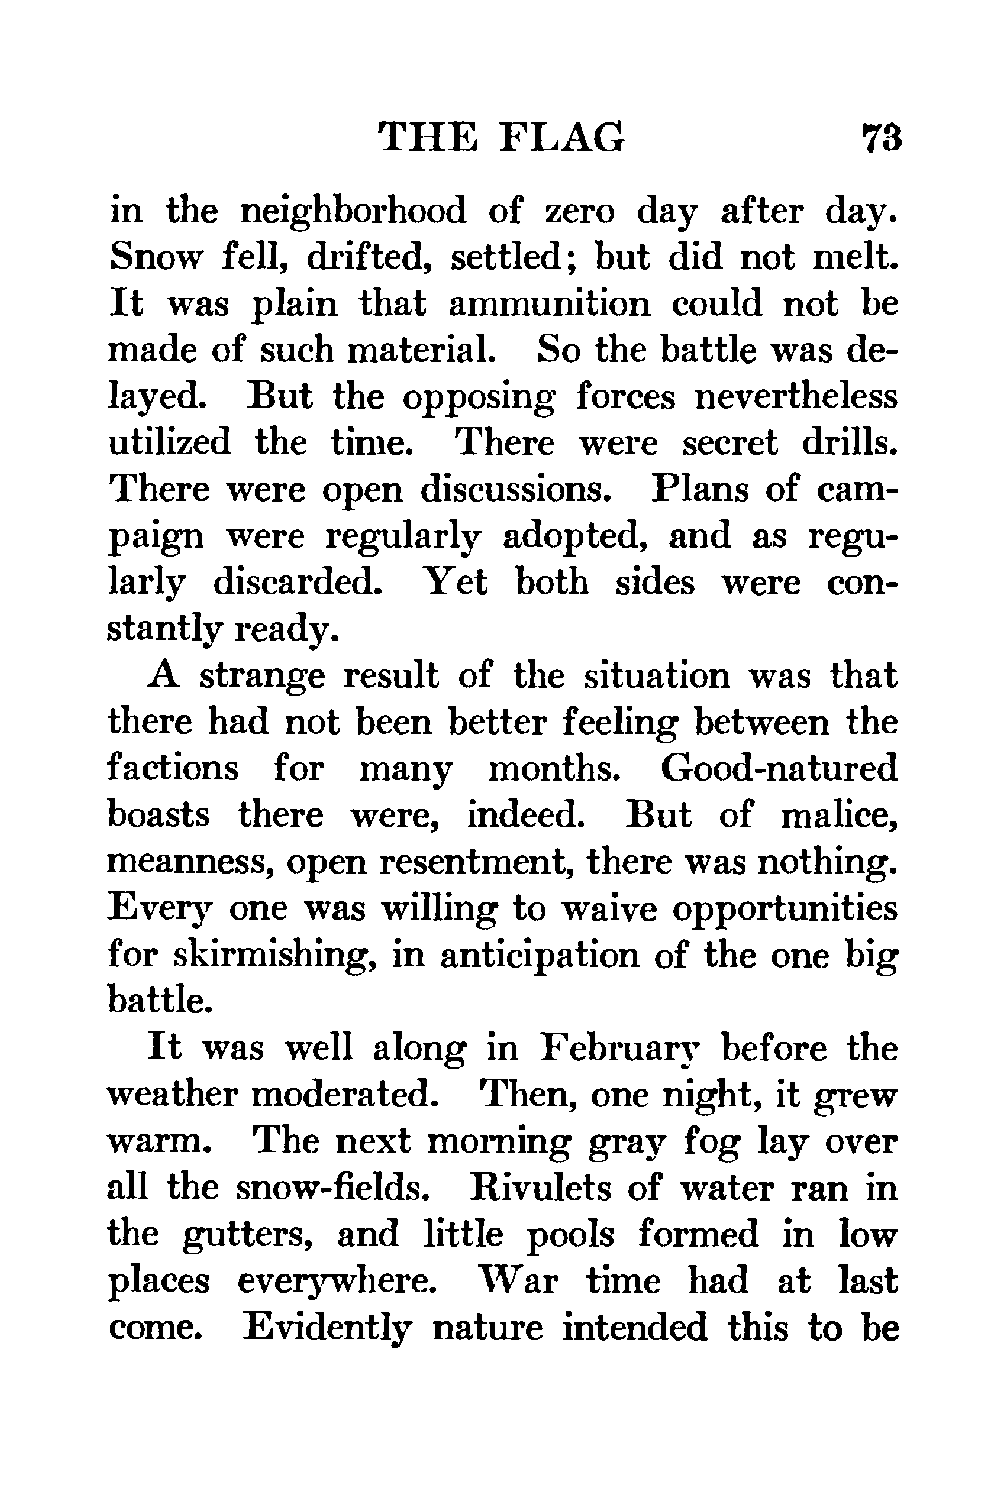 THE FLAG 73
in the neighborhood of zero day after day.
Snow fell, drifted, settled; but did not melt.
It was plain that ammunition could not be
made of such material. So the battle was de-
layed. But the opposing forces nevertheless
utilized the time. There were secret drills.
There were open discussions. Plans of cam-
paign were regularly adopted, and as regu-
larly discarded. Yet both sides were con-
stantly ready.
A strange result of the situation was that
there had not been better feeling between the
factions for many months. Good-natured
boasts there were, indeed. But of malice,
meanness, open resentment, there was nothing.
Every one was willing to waive opportunities
for skirmishing, in anticipation of the one big
battle.
It was well along in February before the
weather moderated. Then, one night, it grew
warm. The next morning gray fog lay over
all the snow-fields. Rivulets of water ran in
the gutters, and little pools formed in low
places everywhere. War time had at last
come. Evidently nature intended this to be